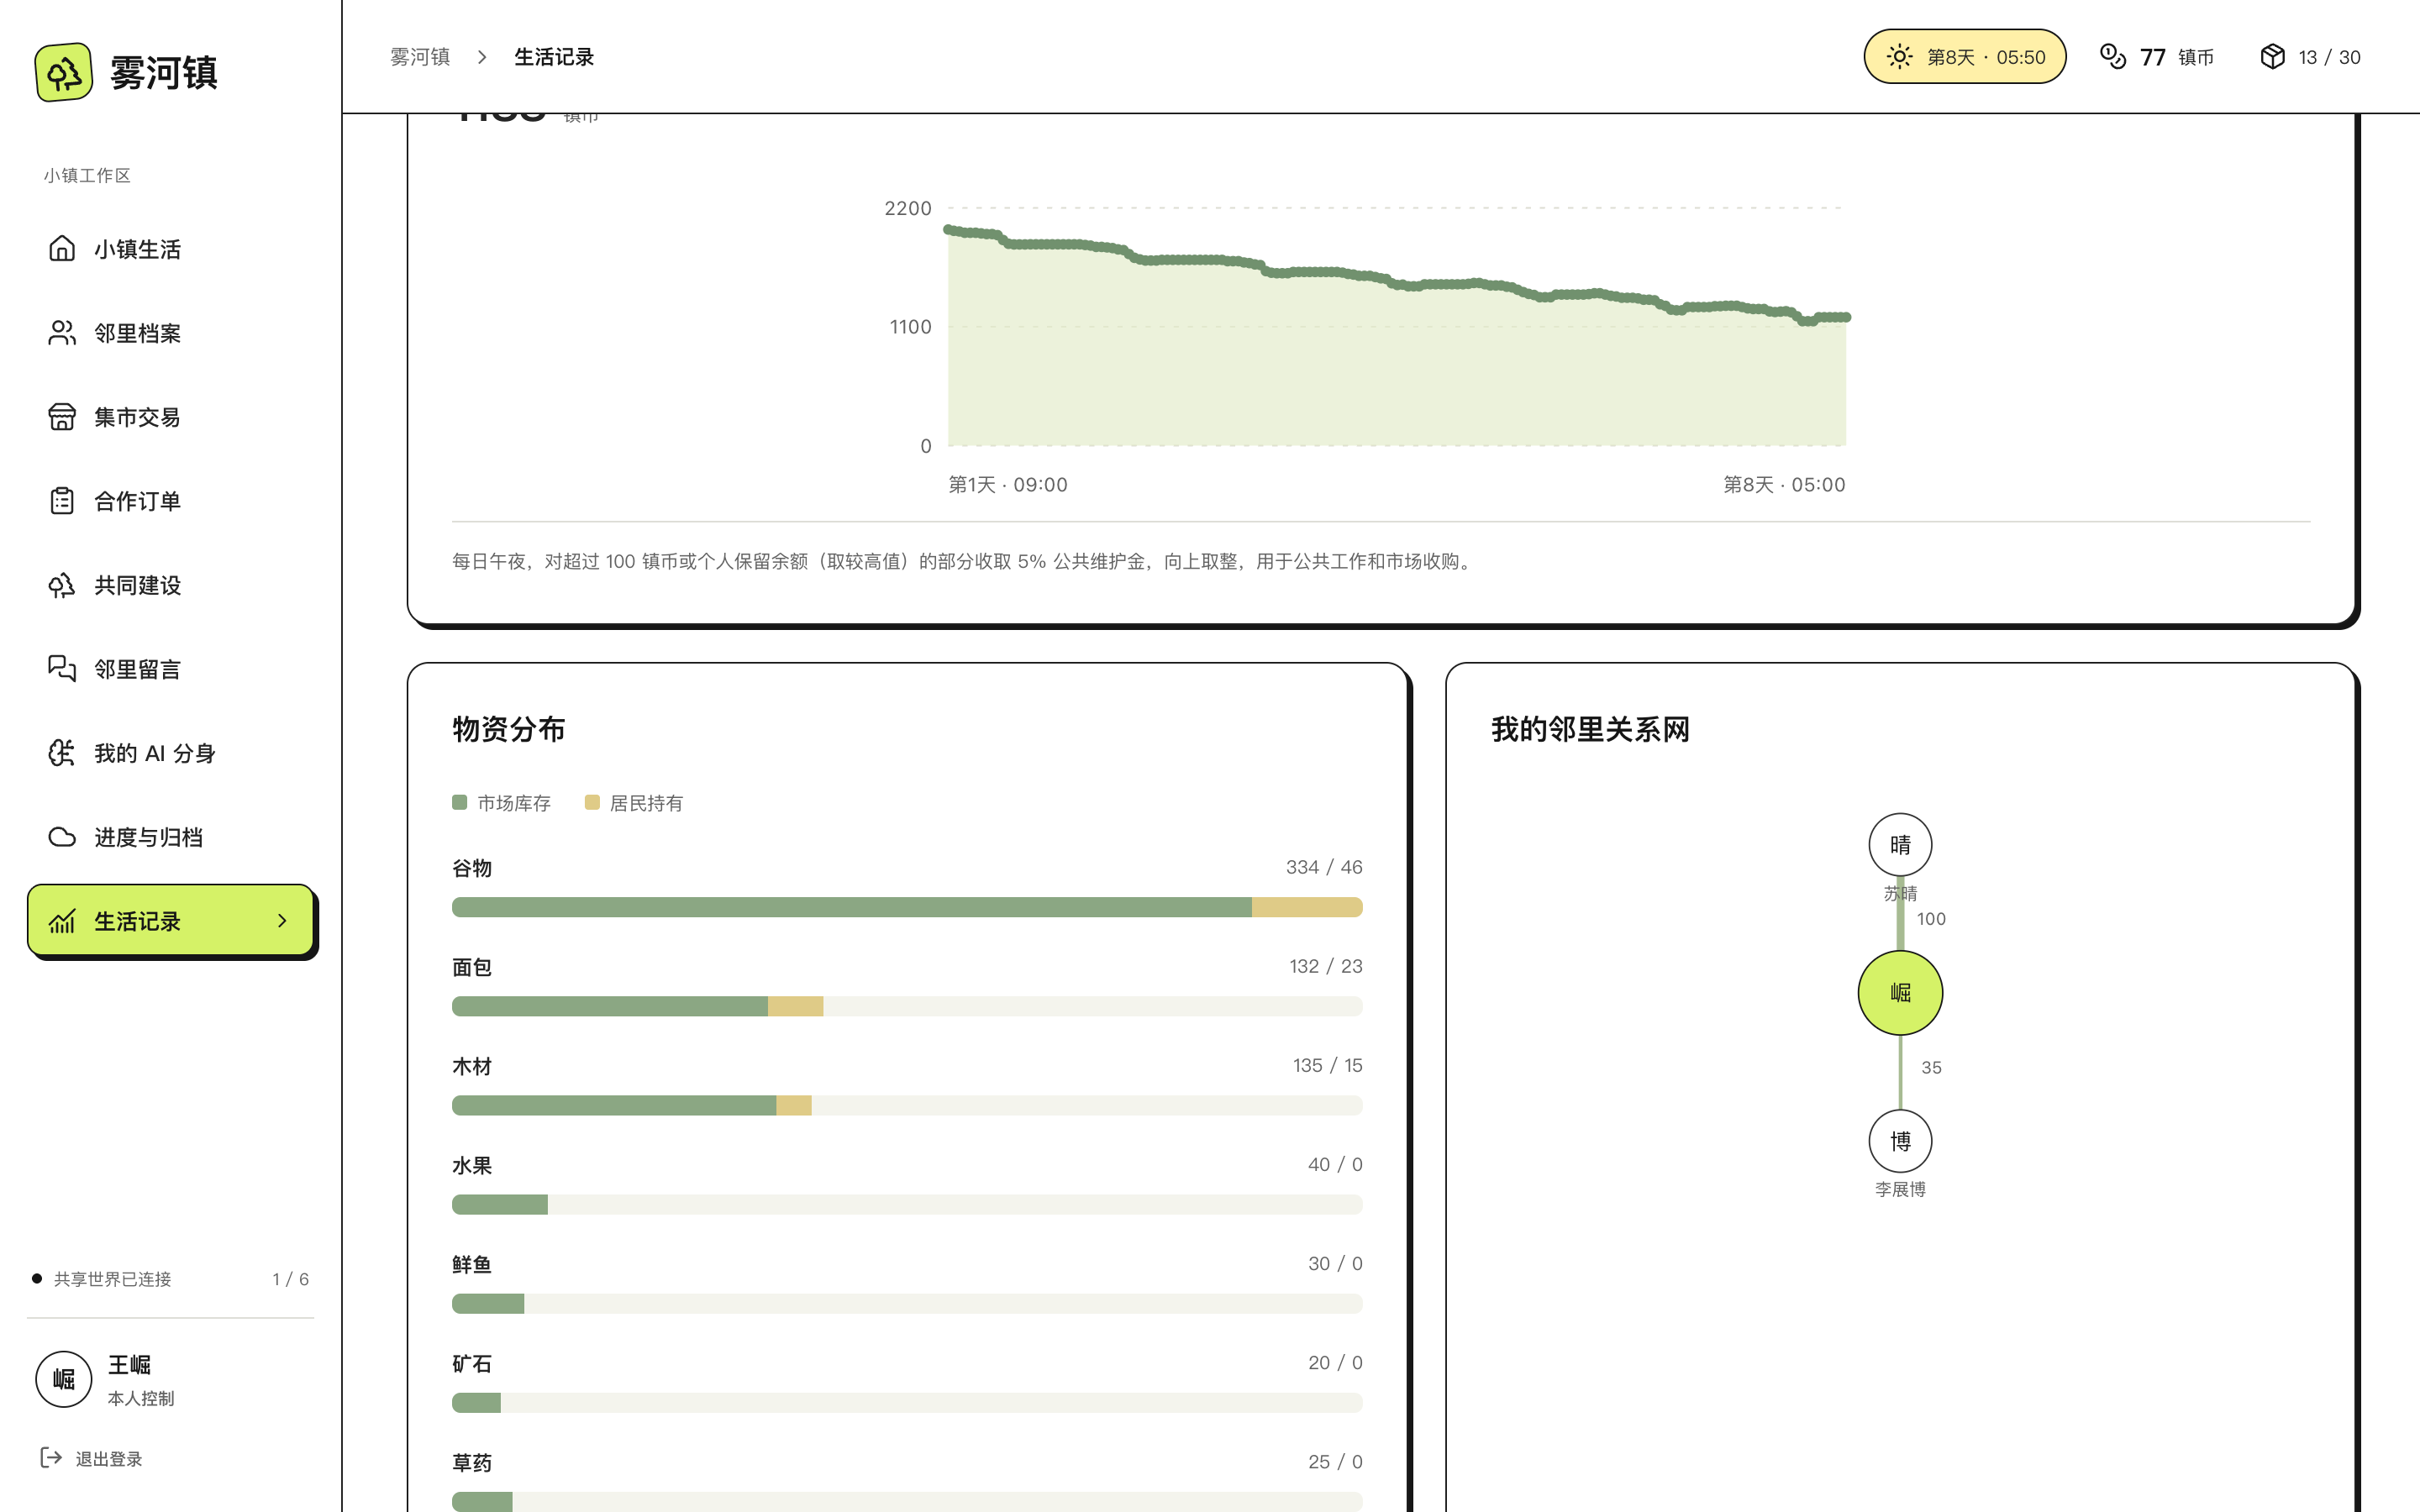 雾河镇
小镇工作区
小镇生活
邻里档案
集市交易
合作订单
共同建设
邻里留言
我的 AI 分身
进度与归档
生活记录
共享世界已连接 1 / 6
崛
王崛
本人控制
退出登录
雾河镇 > 生活记录
第8天 · 05:50
77 镇币
13 / 30
镇币
2200
1100
0
第1天 · 09:00
第8天 · 05:00
每日午夜，对超过 100 镇币或个人保留余额（取较高值）的部分收取 5% 公共维护金，向上取整，用于公共工作和市场收购。
物资分布
市场库存 居民持有
谷物 334 / 46
面包 132 / 23
木材 135 / 15
水果 40 / 0
鲜鱼 30 / 0
矿石 20 / 0
草药 25 / 0
我的邻里关系网
晴
苏晴
100
崛
35
博
李展博